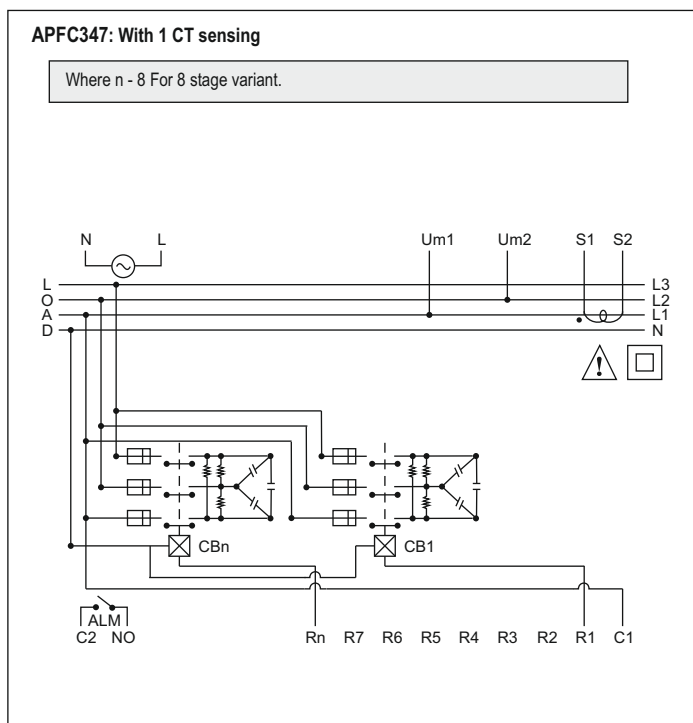 APFC347: With 1 CT sensing
Where n - 8 For 8 stage variant.
N L Um1 Um2 S1 S2
L L3
O L2
A L1
D N
CBn CB1
ALM
C2 NO Rn R7 R6 R5 R4 R3 R2 R1 C1